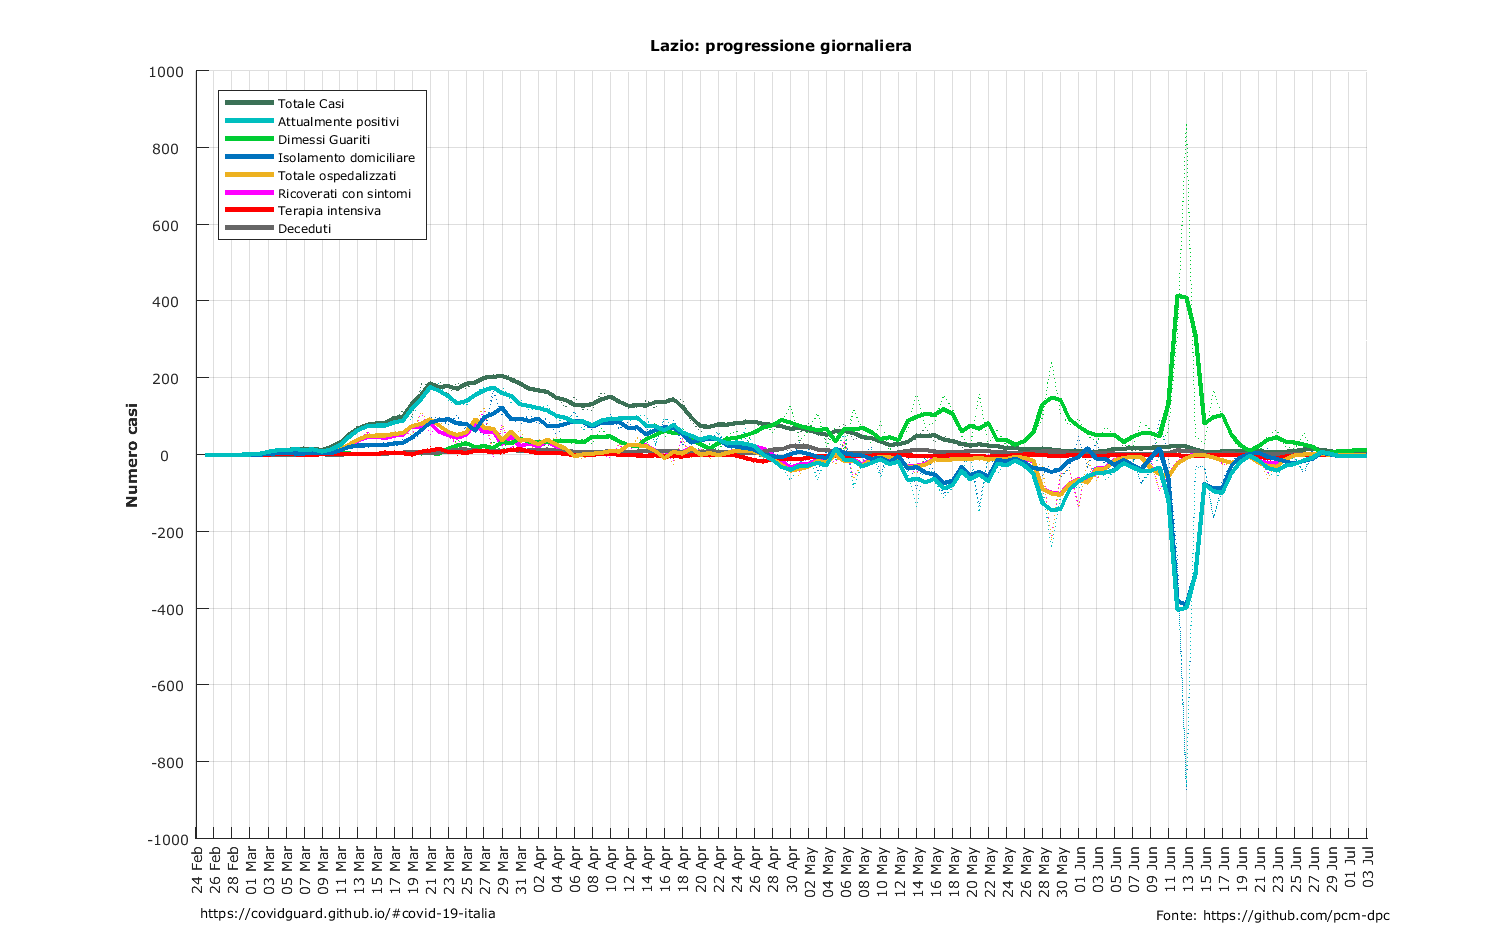 Lazio: progressione giornaliera
Numero casi
1000
800
600
400
200
0
-200
-400
-600
-800
-1000
Totale Casi
Attualmente positivi
Dimessi Guariti
Isolamento domiciliare
Totale ospedalizzati
Ricoverati con sintomi
Terapia intensiva
Deceduti
24 Feb
26 Feb
28 Feb
01 Mar
03 Mar
05 Mar
07 Mar
09 Mar
11 Mar
13 Mar
15 Mar
17 Mar
19 Mar
21 Mar
23 Mar
25 Mar
27 Mar
29 Mar
31 Mar
02 Apr
04 Apr
06 Apr
08 Apr
10 Apr
12 Apr
14 Apr
16 Apr
18 Apr
20 Apr
22 Apr
24 Apr
26 Apr
28 Apr
30 Apr
02 May
04 May
06 May
08 May
10 May
12 May
14 May
16 May
18 May
20 May
22 May
24 May
26 May
28 May
30 May
01 Jun
03 Jun
05 Jun
07 Jun
09 Jun
11 Jun
13 Jun
15 Jun
17 Jun
19 Jun
21 Jun
23 Jun
25 Jun
27 Jun
29 Jun
01 Jul
03 Jul
https://covidguard.github.io/#covid-19-italia
Fonte: https://github.com/pcm-dpc